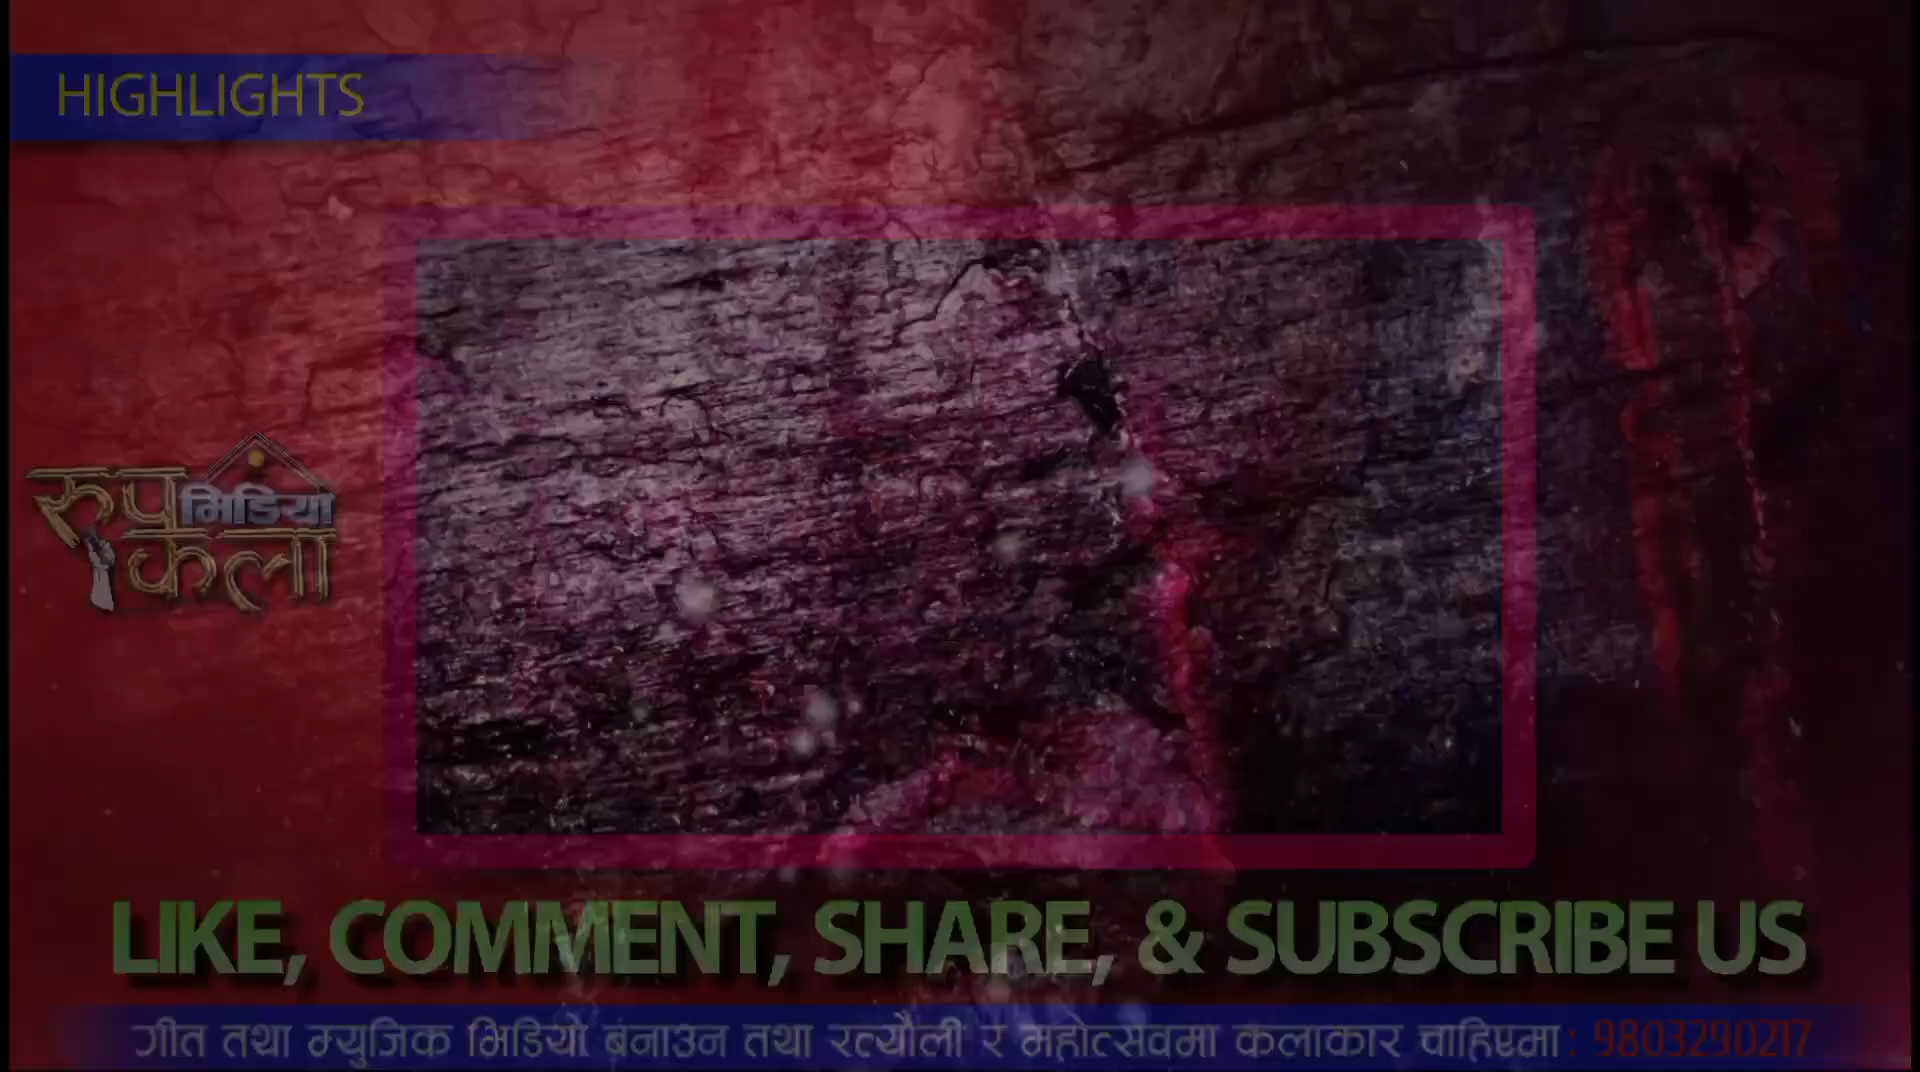 HIGHLIGHTS
रुप मिडिया
कला
LIKE, COMMENT, SHARE, & SUBSCRIBE US
गीत तथा म्युजिक भिडियो बनाउन तथा रत्यौली र महोत्सवमा कलाकार चाहिएमा : 9803290217